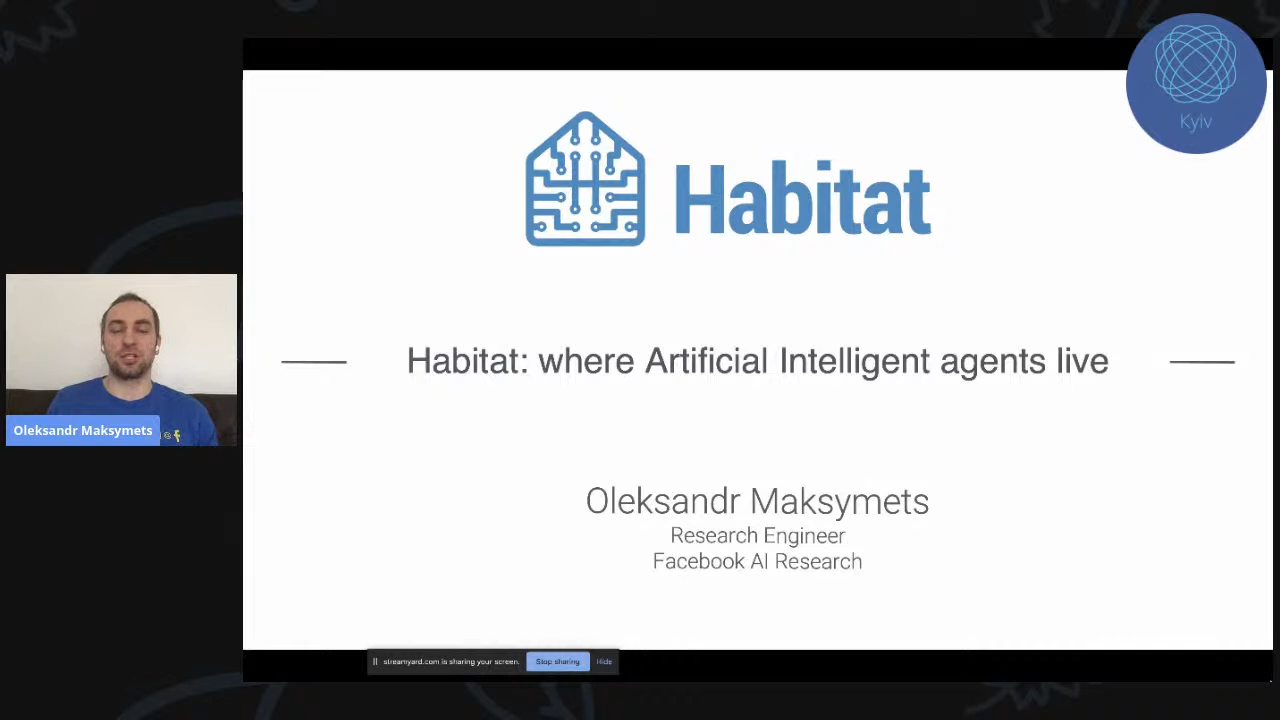 Kyiv
Habitat
Habitat: where Artificial Intelligent agents live
Oleksandr Maksymets
Research Engineer
Facebook AI Research
Oleksandr Maksymets
streamyard.com is sharing your screen.
Stop sharing
Hide